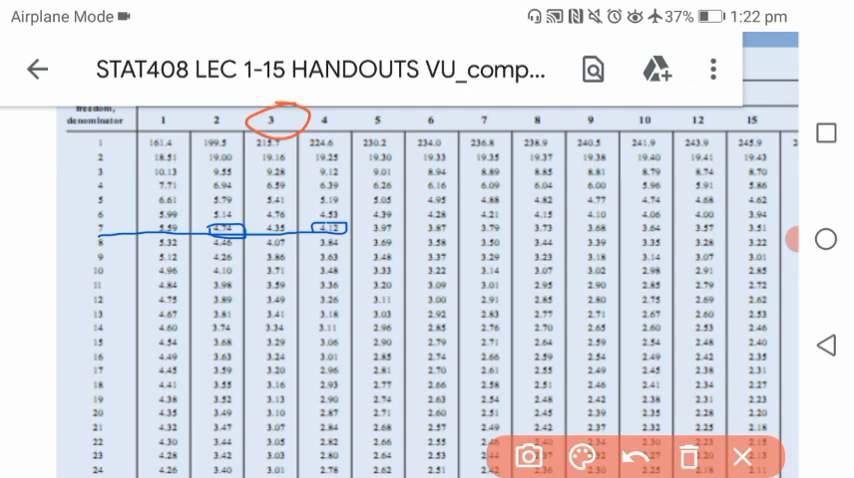 Airplane Mode 37% 1:22 pm
STAT408 LEC 1-15 HANDOUTS VU_comp...
freedom,
denominator 1 2 3 4 5 6 7 8 9 10 12 15
1 161.4 199.5 215.7 224.6 230.2 234.0 236.8 238.9 240.5 241.9 243.9 245.9 2
2 18.51 19.00 19.16 19.25 19.30 19.33 19.35 19.37 19.38 19.40 19.41 19.43
3 10.13 9.55 9.28 9.12 9.01 8.94 8.89 8.85 8.81 8.79 8.74 8.70
4 7.71 6.94 6.59 6.39 6.26 6.16 6.09 6.04 6.00 5.96 5.91 5.86
5 6.61 5.79 5.41 5.19 5.05 4.95 4.88 4.82 4.77 4.74 4.68 4.62
6 5.99 5.14 4.76 4.53 4.39 4.28 4.21 4.15 4.10 4.06 4.00 3.94
7 5.59 4.74 4.35 4.12 3.97 3.87 3.79 3.73 3.68 3.64 3.57 3.51
8 5.32 4.46 4.07 3.84 3.69 3.58 3.50 3.44 3.39 3.35 3.28 3.22
9 5.12 4.26 3.86 3.63 3.48 3.37 3.29 3.23 3.18 3.14 3.07 3.01
10 4.96 4.10 3.71 3.48 3.33 3.22 3.14 3.07 3.02 2.98 2.91 2.85
11 4.84 3.98 3.59 3.36 3.20 3.09 3.01 2.95 2.90 2.85 2.79 2.72
12 4.75 3.89 3.49 3.26 3.11 3.00 2.91 2.85 2.80 2.75 2.69 2.62
13 4.67 3.81 3.41 3.18 3.03 2.92 2.83 2.77 2.71 2.67 2.60 2.53
14 4.60 3.74 3.34 3.11 2.96 2.85 2.76 2.70 2.65 2.60 2.53 2.46
15 4.54 3.68 3.29 3.06 2.90 2.79 2.71 2.64 2.59 2.54 2.48 2.40
16 4.49 3.63 3.24 3.01 2.85 2.74 2.66 2.59 2.54 2.49 2.42 2.35
17 4.45 3.59 3.20 2.96 2.81 2.70 2.61 2.55 2.49 2.45 2.38 2.31
18 4.41 3.55 3.16 2.93 2.77 2.66 2.58 2.51 2.46 2.41 2.34 2.27
19 4.38 3.52 3.13 2.90 2.74 2.63 2.54 2.48 2.42 2.38 2.31 2.23
20 4.35 3.49 3.10 2.87 2.71 2.60 2.51 2.45 2.39 2.35 2.28 2.20
21 4.32 3.47 3.07 2.84 2.68 2.57 2.49 2.42 2.37 2.32 2.25 2.18
22 4.30 3.44 3.05 2.82 2.66 2.55 2.46 2.40 2.34 2.30 2.23 2.15
23 4.28 3.42 3.03 2.80 2.64 2.53 2.44 2.20 2.13
24 4.26 3.40 3.01 2.78 2.62 2.51 2.42 2.36 2.30 2.25 2.18 2.11